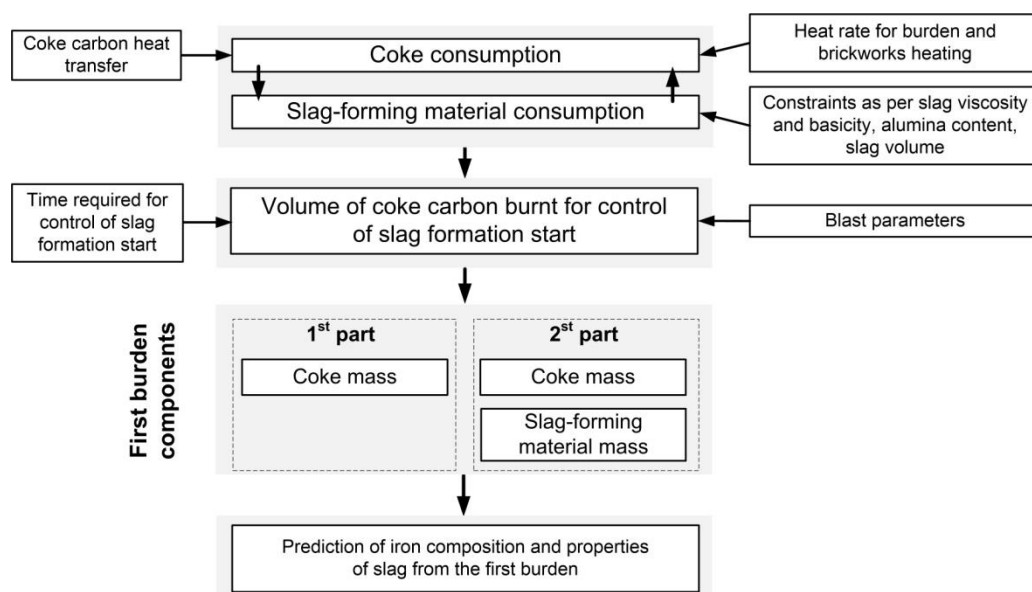 Coke carbon heat
transfer
Coke consumption
Heat rate for burden and
brickworks heating
Slag-forming material consumption
Constraints as per slag viscosity
and basicity, alumina content,
slag volume
Time required for
control of slag
formation start
Volume of coke carbon burnt for control
of slag formation start
Blast parameters
First burden
components
1st part
Coke mass
2st part
Coke mass
Slag-forming
material mass
Prediction of iron composition and properties
of slag from the first burden